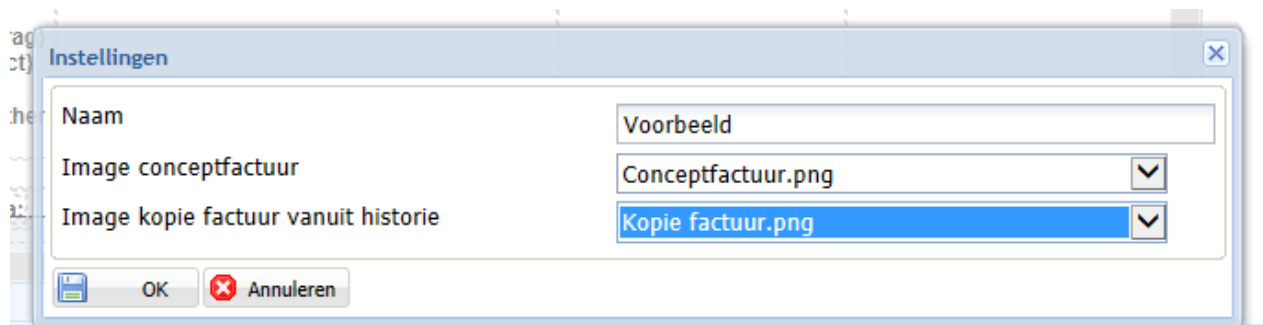 Instellingen
Naam
Voorbeeld
Image conceptfactuur
Conceptfactuur.png
Image kopie factuur vanuit historie
Kopie factuur.png
OK
Annuleren